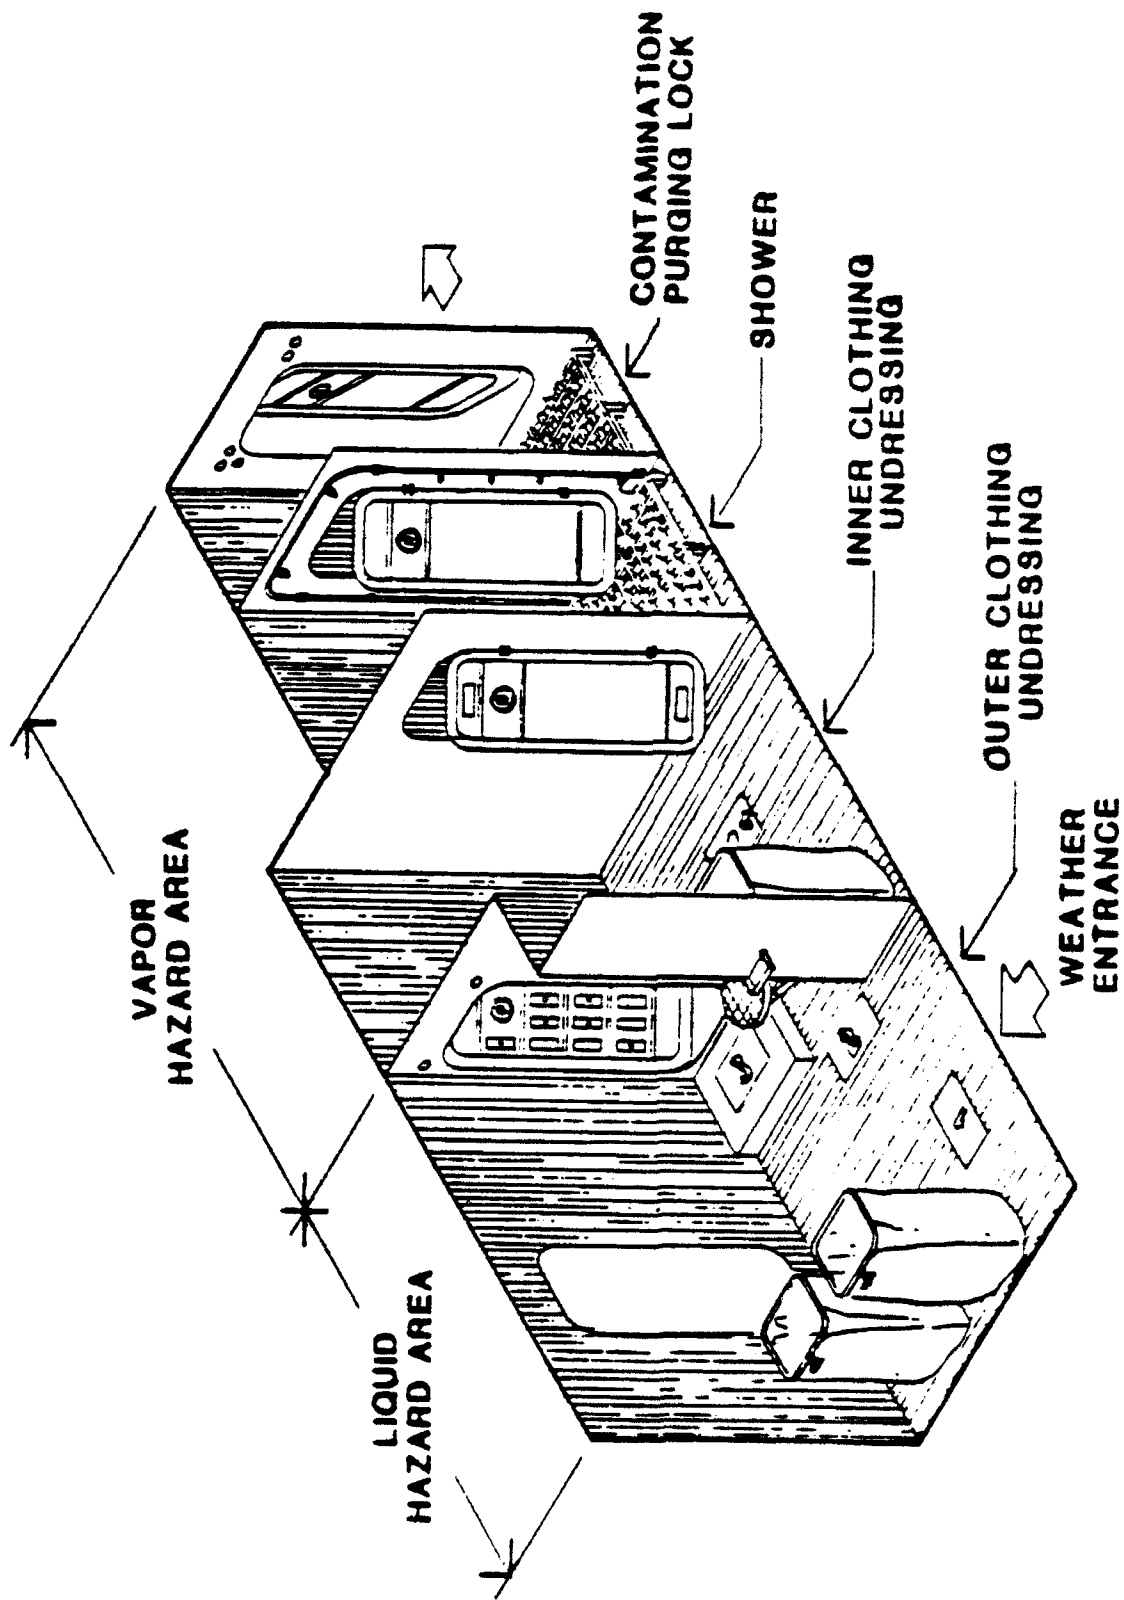 VAPOR
HAZARD AREA
LIQUID
HAZARD AREA
CONTAMINATION
PURGING LOCK
SHOWER
INNER CLOTHING
UNDRESSING
OUTER CLOTHING
UNDRESSING
WEATHER
ENTRANCE